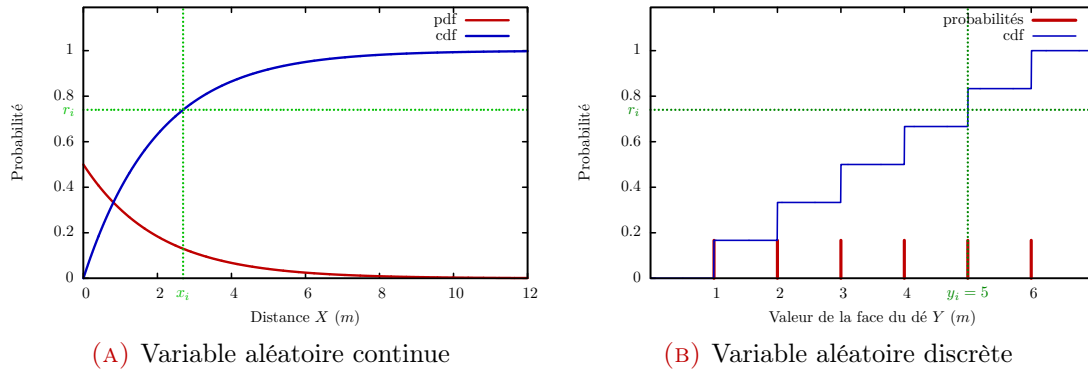 pdf
cdf
Probabilité
1
0.8
r_i
0.6
0.4
0.2
0
0 2 x_i 4 6 8 10 12
Distance X (m)
(A) Variable aléatoire continue
probabilités
cdf
Probabilité
1
0.8
r_i
0.6
0.4
0.2
0
1 2 3 4 y_i = 5 6
Valeur de la face du dé Y (m)
(B) Variable aléatoire discrète